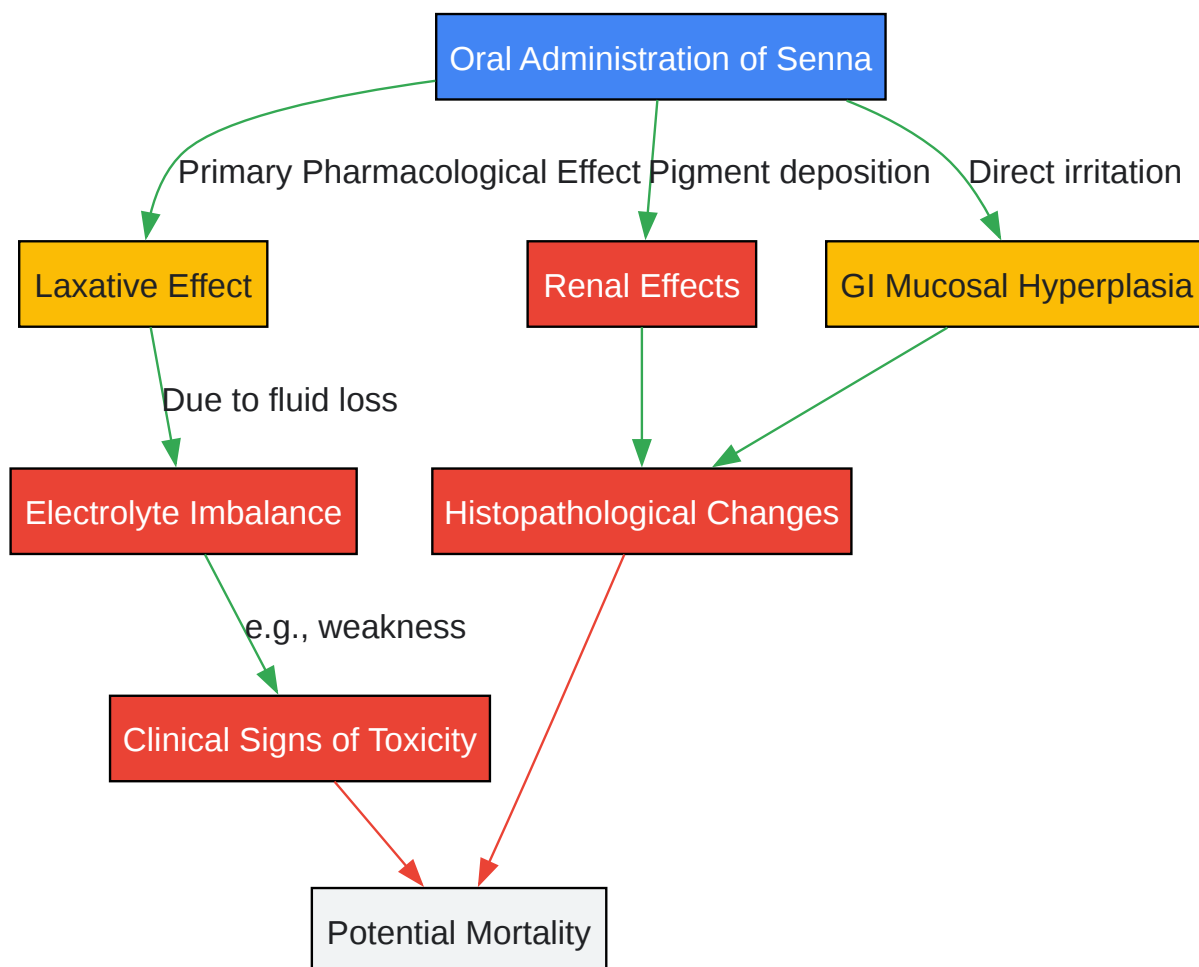 Oral Administration of Senna
Primary Pharmacological Effect
Pigment deposition
Direct irritation
Laxative Effect
Renal Effects
GI Mucosal Hyperplasia
Due to fluid loss
Electrolyte Imbalance
Histopathological Changes
e.g., weakness
Clinical Signs of Toxicity
Potential Mortality